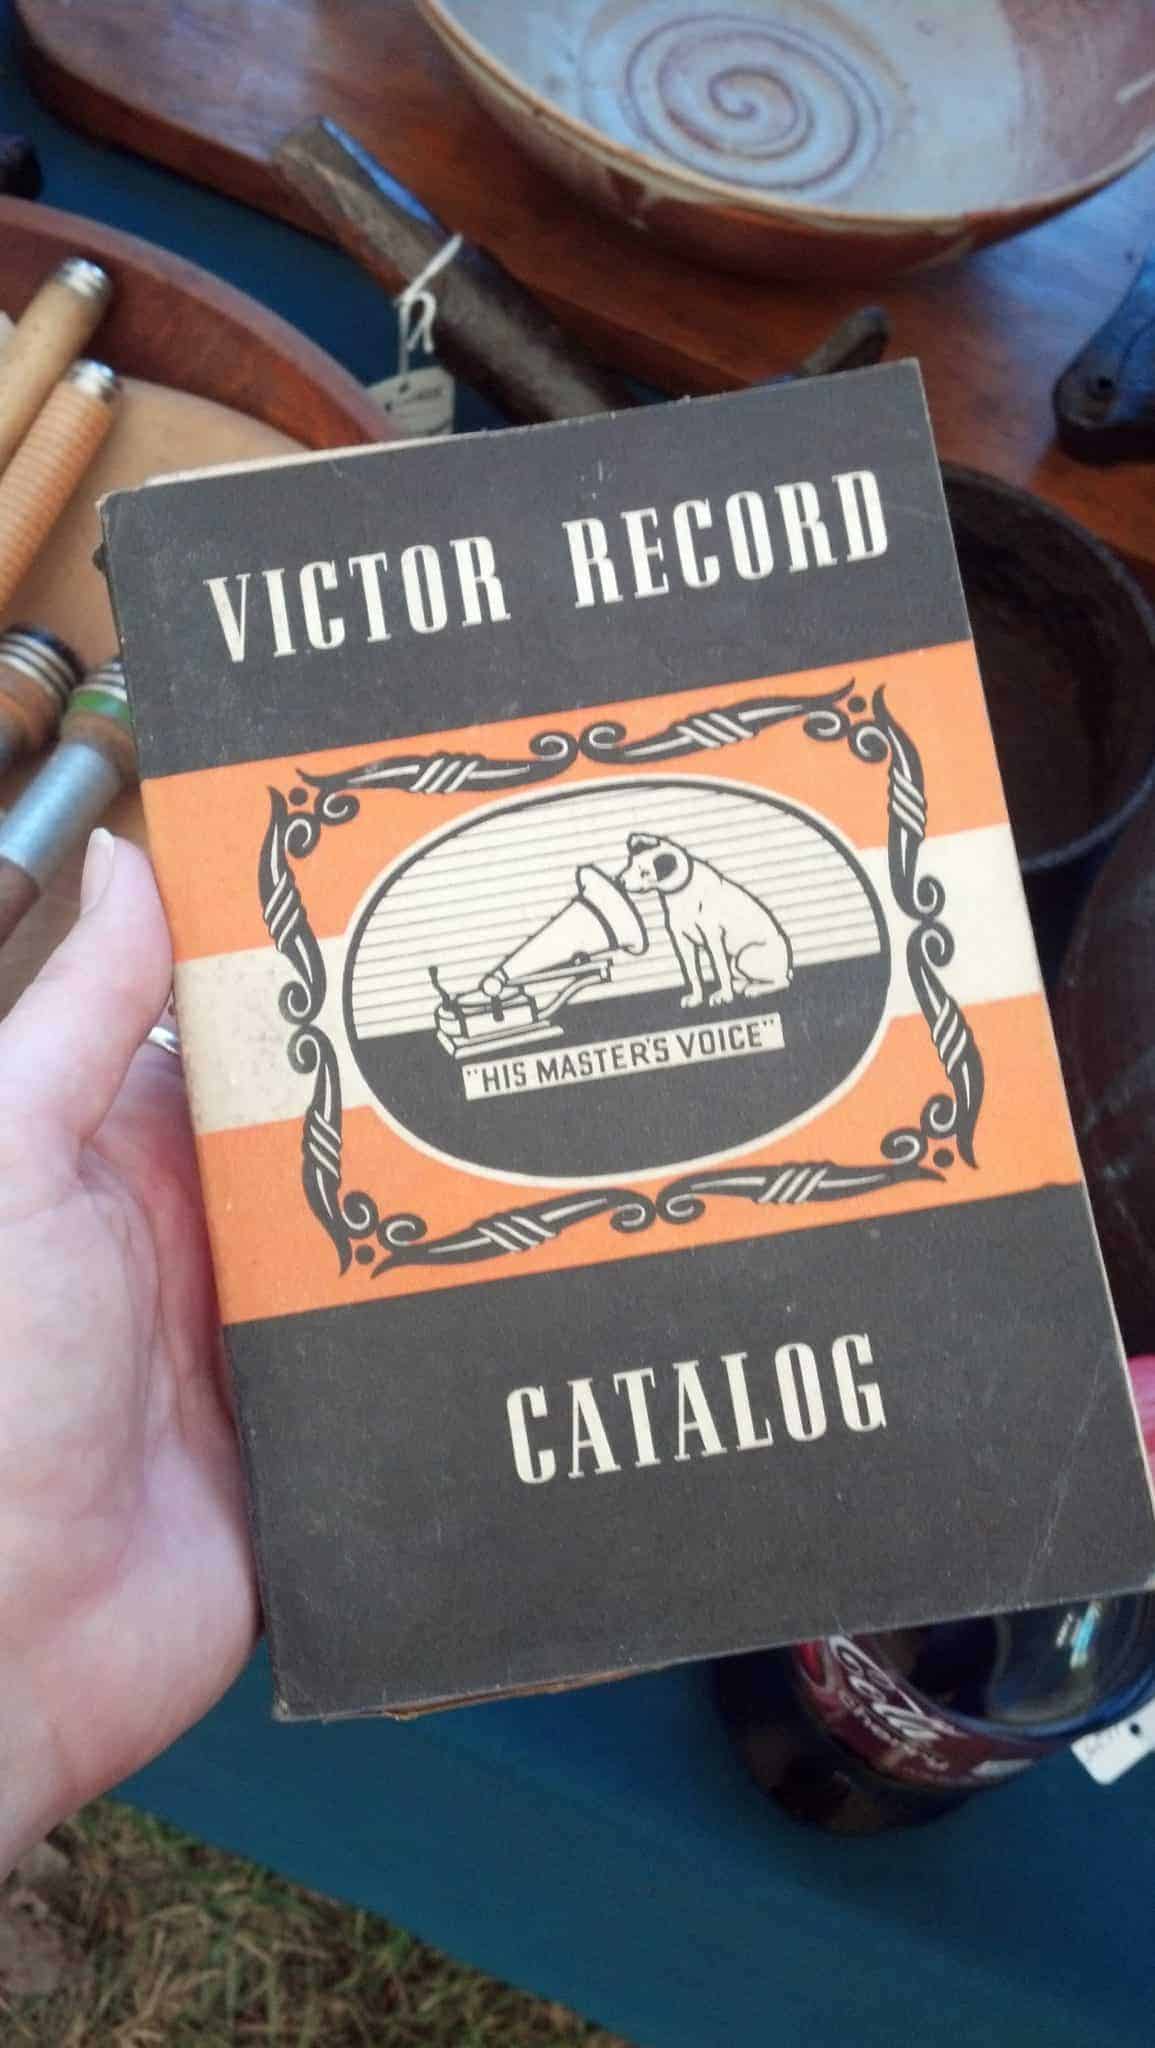 VICTOR RECORD
"HIS MASTER'S VOICE"
CATALOG